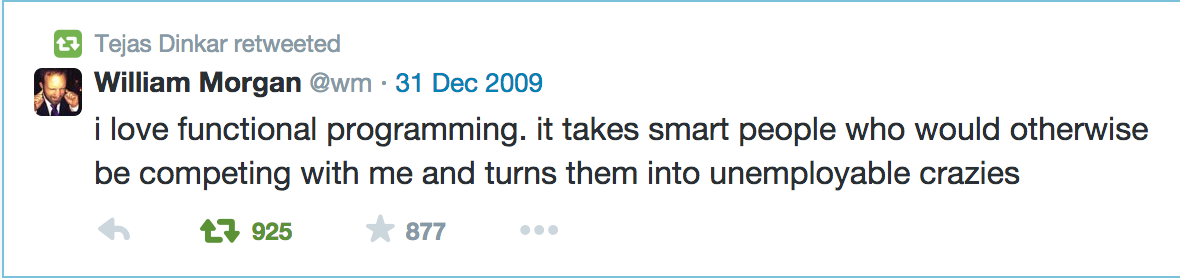 Tejas Dinkar retweeted
William Morgan @wm · 31 Dec 2009
i love functional programming. it takes smart people who would otherwise
be competing with me and turns them into unemployable crazies
925 877